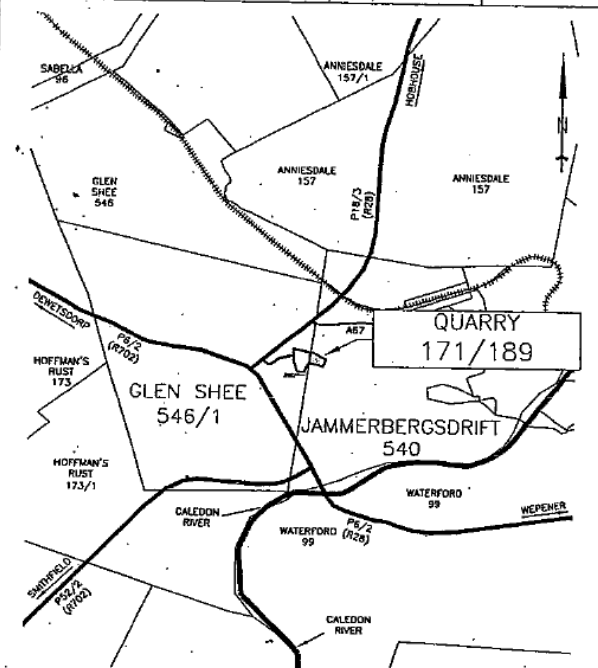 SABELLA
96
ANNIESDALE
157/1
HOBHOUSE
N
GLEN
SHEE
546
ANNIESDALE
157
ANNIESDALE
157
P18/3
(R26)
DEWETSDORP
P6/2
(R702)
A67
QUARRY
171/189
HOFFMAN'S
RUST
173
GLEN SHEE
546/1
JAMMERBERGSDRIFT
540
HOFFMAN'S
RUST
173/1
WATERFORD
99
CALEDON
RIVER
WATERFORD
99
P6/2
(R26)
WEPENER
SMITHFIELD
P52/2
(R702)
CALEDON
RIVER